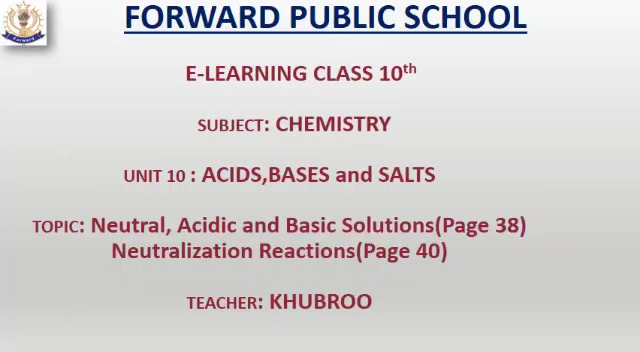 FORWARD PUBLIC SCHOOL
E-LEARNING CLASS 10th
SUBJECT: CHEMISTRY
UNIT 10 : ACIDS,BASES and SALTS
TOPIC: Neutral, Acidic and Basic Solutions(Page 38)
Neutralization Reactions(Page 40)
TEACHER: KHUBROO
Forward